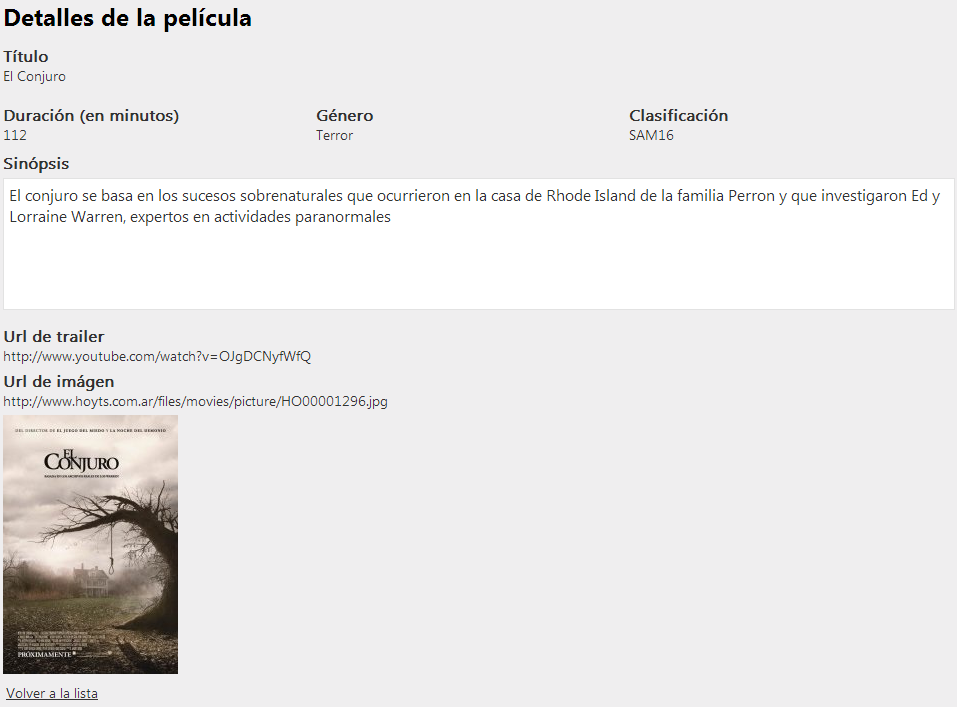 Detalles de la película
Título
El Conjuro
Duración (en minutos) Género Clasificación
112 Terror SAM16
Sinópsis
El conjuro se basa en los sucesos sobrenaturales que ocurrieron en la casa de Rhode Island de la familia Perron y que investigaron Ed y
Lorraine Warren, expertos en actividades paranormales
Url de trailer
http://www.youtube.com/watch?v=OJgDCNyfWfQ
Url de imágen
http://www.hoyts.com.ar/files/movies/picture/HO00001296.jpg
DEL DIRECTOR DE EL JUEGO DEL MIEDO Y LA NOCHE DEL DEMONIO
EL
CONJURO
PRÓXIMAMENTE
Volver a la lista